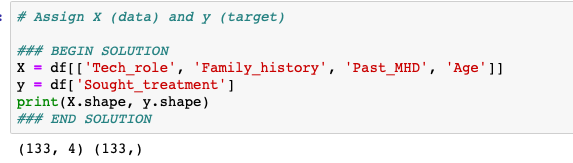 # Assign X (data) and y (target)
### BEGIN SOLUTION
X = df[['Tech_role', 'Family_history', 'Past_MHD', 'Age']]
y = df['Sought_treatment']
print(X.shape, y.shape)
### END SOLUTION
(133, 4) (133,)